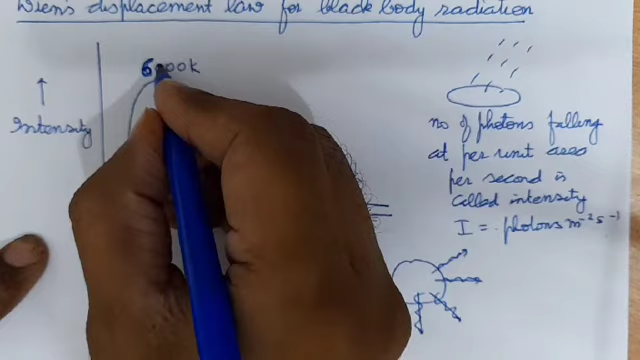 Wien's displacement law for black body radiation
6000k
Intensity
no of photons falling
at per unit area
per second is
called intensity
I = photons m⁻² s⁻¹